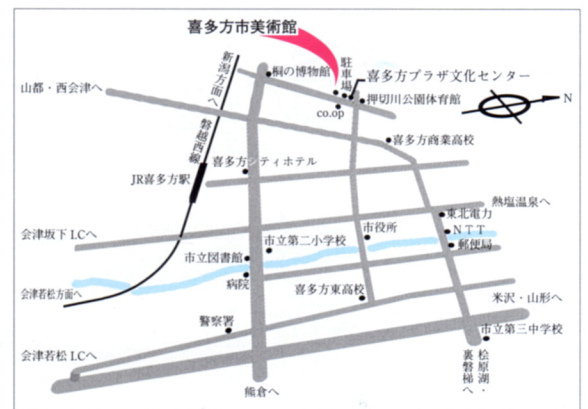 喜多方市美術館
新潟方面へ
駐車場
桐の博物館
喜多方プラザ文化センター
山都・西会津へ
押切川公園体育館
co.op
N
磐越西線
喜多方商業高校
喜多方シティホテル
JR喜多方駅
熱塩温泉へ
東北電力
市役所
NTT
会津坂下I.Cへ
市立第二小学校
郵便局
市立図書館
病院
会津若松方面へ
喜多方東高校
米沢・山形へ
警察署
市立第三中学校
会津若松I.Cへ
桧原湖・
裏磐梯へ
熊倉へ